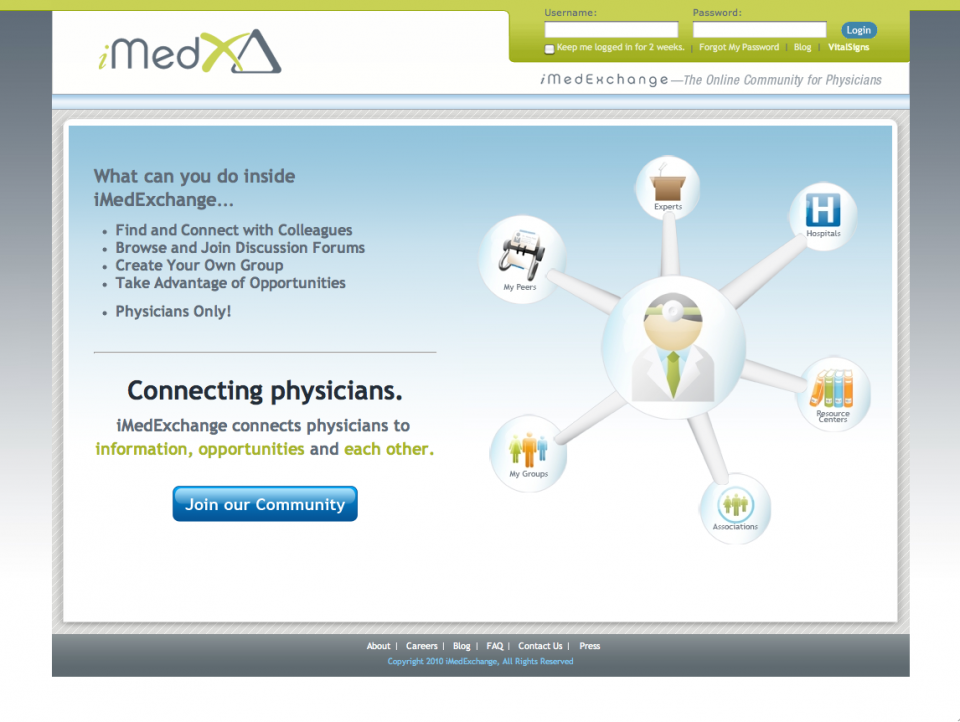 iMedX
Username:
Password:
Login
Keep me logged in for 2 weeks. | Forgot My Password | Blog | VitalSigns
iMedExchange—The Online Community for Physicians
What can you do inside
iMedExchange...
• Find and Connect with Colleagues
• Browse and Join Discussion Forums
• Create Your Own Group
• Take Advantage of Opportunities
• Physicians Only!
Connecting physicians.
iMedExchange connects physicians to
information, opportunities and each other.
Join our Community
Experts
H
Hospitals
My Peers
Resource
Centers
My Groups
Associations
About | Careers | Blog | FAQ | Contact Us | Press
Copyright 2010 iMedExchange, All Rights Reserved